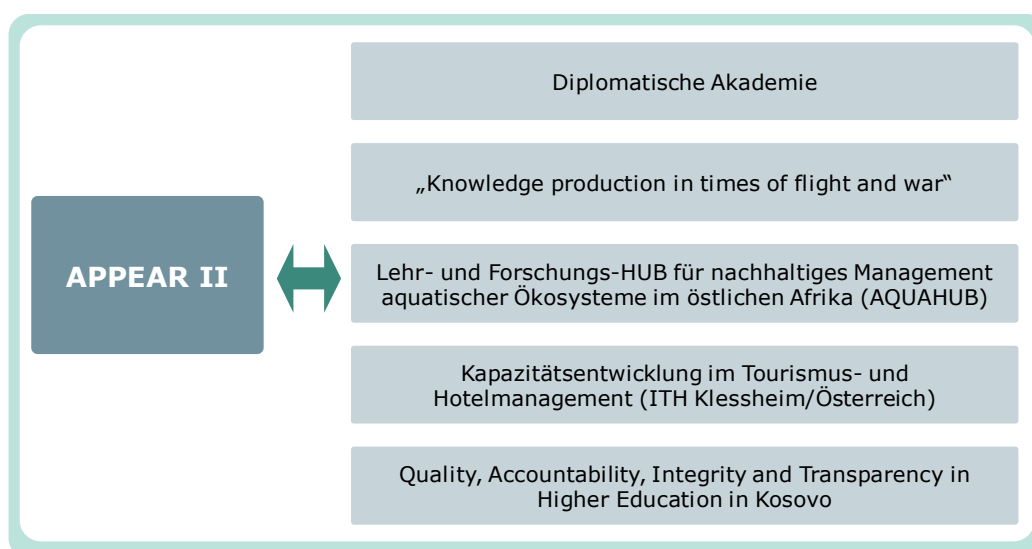 Diplomatische Akademie
„Knowledge production in times of flight and war“
APPEAR II
Lehr- und Forschungs-HUB für nachhaltiges Management
aquatischer Ökosysteme im östlichen Afrika (AQUAHUB)
Kapazitätsentwicklung im Tourismus- und
Hotelmanagement (ITH Klessheim/Österreich)
Quality, Accountability, Integrity and Transparency in
Higher Education in Kosovo